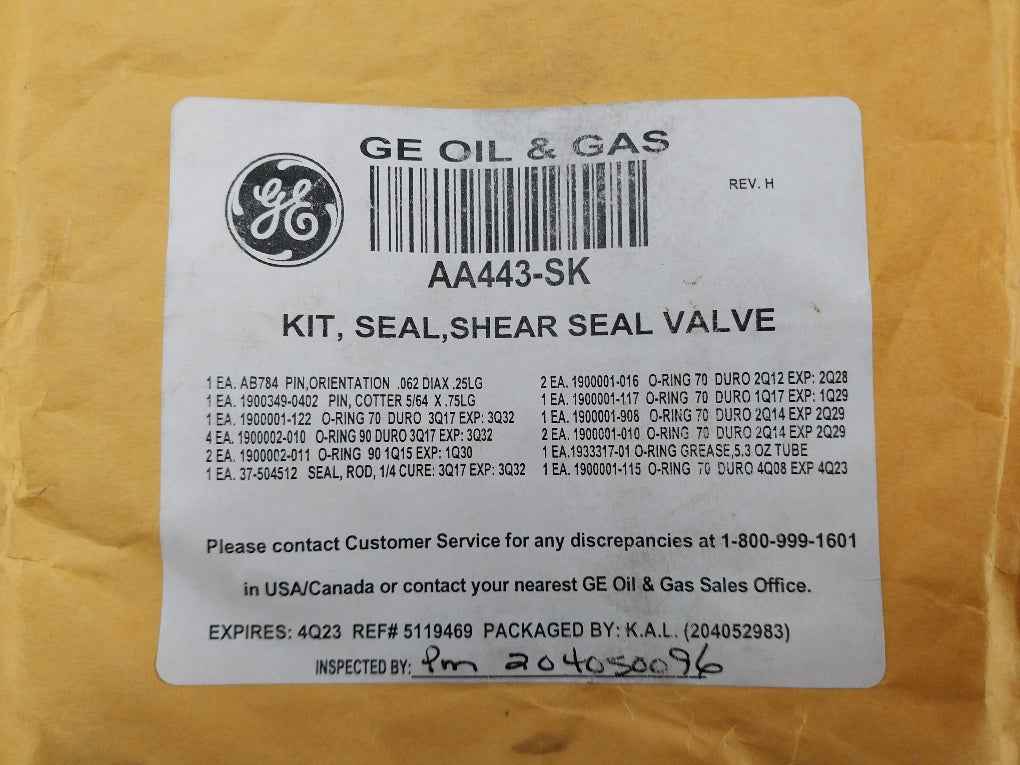 GE OIL & GAS
GE
REV. H
AA443-SK
KIT, SEAL,SHEAR SEAL VALVE
1 EA. AB784 PIN,ORIENTATION .062 DIAX .25LG
1 EA. 1900349-0402 PIN, COTTER 5/64 X .75LG
1 EA. 1900001-122 O-RING 70 DURO 3Q17 EXP: 3Q32
4 EA. 1900002-010 O-RING 90 DURO 3Q17 EXP: 3Q32
2 EA. 1900002-011 O-RING 90 1Q15 EXP: 1Q30
1 EA. 37-504512 SEAL, ROD, 1/4 CURE: 3Q17 EXP: 3Q32
2 EA. 1900001-016 O-RING 70 DURO 2Q12 EXP: 2Q28
1 EA. 1900001-117 O-RING 70 DURO 1Q17 EXP: 1Q29
1 EA. 1900001-908 O-RING 70 DURO 2Q14 EXP 2Q29
2 EA. 1900001-010 O-RING 70 DURO 2Q14 EXP 2Q29
1 EA.1933317-01 O-RING GREASE,5.3 OZ TUBE
1 EA. 1900001-115 O-RING 70 DURO 4Q08 EXP 4Q23
Please contact Customer Service for any discrepancies at 1-800-999-1601
in USA/Canada or contact your nearest GE Oil & Gas Sales Office.
EXPIRES: 4Q23 REF# 5119469 PACKAGED BY: K.A.L. (204052983)
INSPECTED BY: Pm 204050096